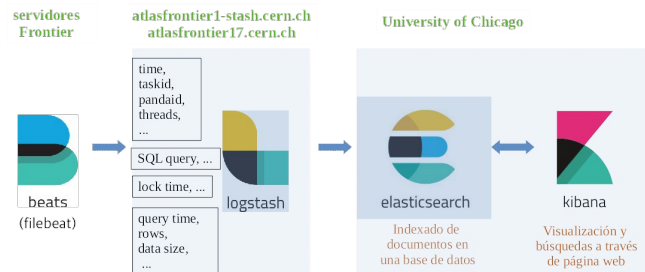 servidores
Frontier
atlasfrontier1-stash.cern.ch
atlasfrontier17.cern.ch
University of Chicago
time,
taskid,
pandaid,
threads,
...
SQL query, ...
lock time, ...
query time,
rows,
data size,
...
beats
(filebeat)
logstash
elasticsearch
Indexado de
documentos en
una base de datos
kibana
Visualización y
búsquedas a través
de página web